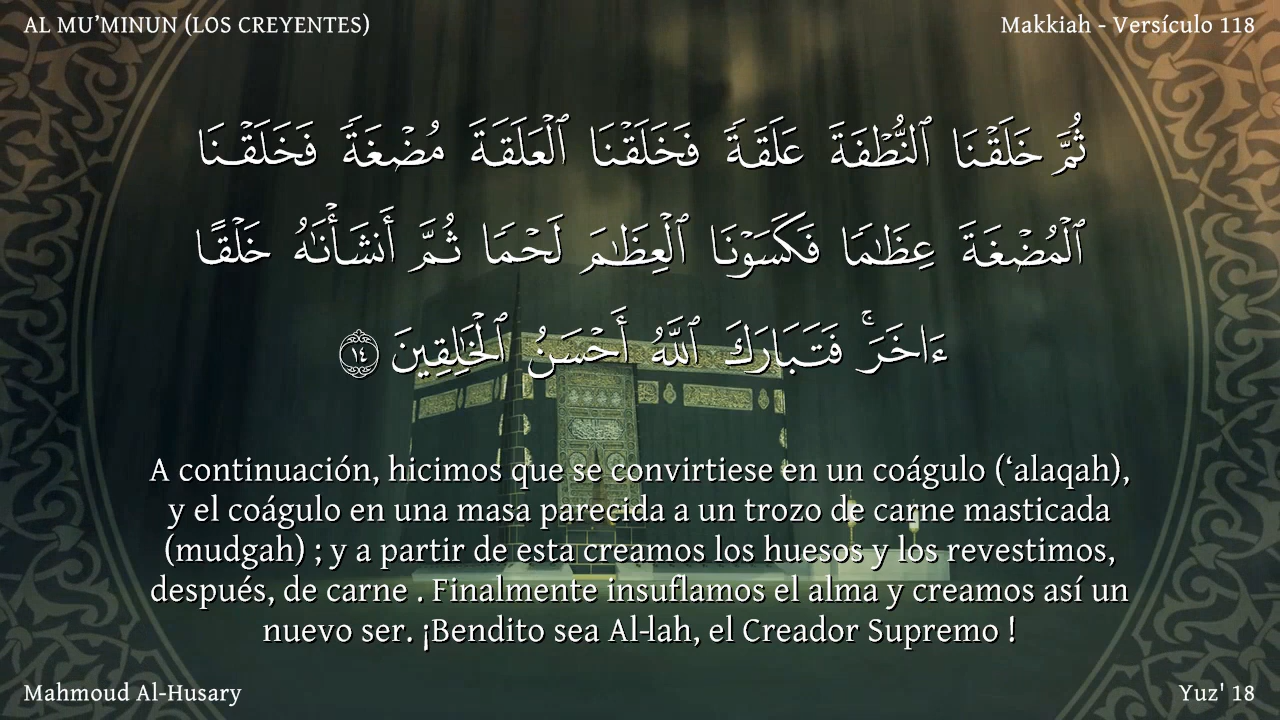 AL MU’MINUN (LOS CREYENTES)
Makkiah - Versículo 118
ثُمَّ خَلَقْنَا ٱلنُّطْفَةَ عَلَقَةً فَخَلَقْنَا ٱلْعَلَقَةَ مُضْغَةً فَخَلَقْنَا
ٱلْمُضْغَةَ عِظَٰمًا فَكَسَوْنَا ٱلْعِظَٰمَ لَحْمًا ثُمَّ أَنشَأْنَٰهُ خَلْقًا
ءَاخَرَ ۚ فَتَبَارَكَ ٱللَّهُ أَحْسَنُ ٱلْخَٰلِقِينَ ١٤
A continuación, hicimos que se convirtiese en un coágulo (‘alaqah),
y el coágulo en una masa parecida a un trozo de carne masticada
(mudgah) ; y a partir de esta creamos los huesos y los revestimos,
después, de carne . Finalmente insuflamos el alma y creamos así un
nuevo ser. ¡Bendito sea Al-lah, el Creador Supremo !
Mahmoud Al-Husary
Yuz' 18